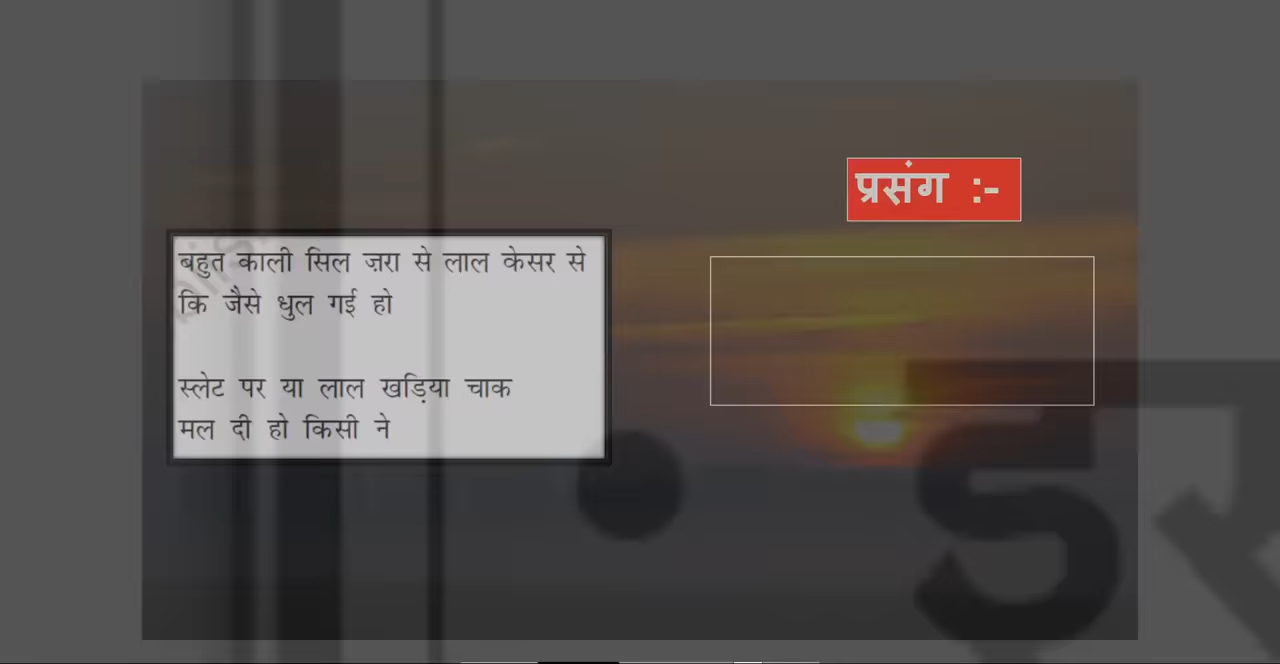 बहुत काली सिल ज़रा से लाल केसर से
कि जैसे धुल गई हो
स्लेट पर या लाल खड़िया चाक
मल दी हो किसी ने
प्रसंग :-